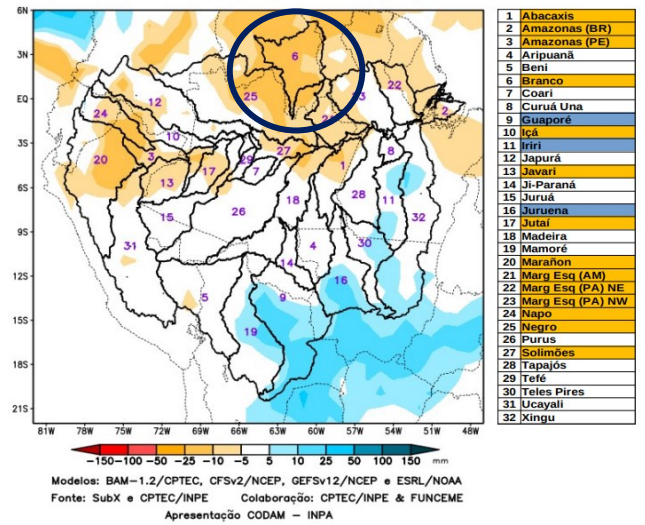 6N
3N
EQ
3S
6S
9S
12S
15S
18S
21S
81W 78W 75W 72W 69W 66W 63W 60W 57W 54W 51W 48W
6
22
25
12
24
2
10
8
27
3
20
29
1
17
7
13
28
11
18
26
15
32
30
31
4
14
16
5
9
19
1 Abacaxis
2 Amazonas (BR)
3 Amazonas (PE)
4 Aripuanã
5 Beni
6 Branco
7 Coari
8 Curuá Una
9 Guaporé
10 Içá
11 Iriri
12 Japurá
13 Javari
14 Ji-Paraná
15 Juruá
16 Juruena
17 Jutaí
18 Madeira
19 Mamoré
20 Marañon
21 Marg Esq (AM)
22 Marg Esq (PA) NE
23 Marg Esq (PA) NW
24 Napo
25 Negro
26 Purus
27 Solimões
28 Tapajós
29 Tefé
30 Teles Pires
31 Ucayali
32 Xingu
−150 −100 −50 −25 −10 −5 5 10 25 50 100 150 mm
Modelos: BAM−1.2/CPTEC, CFSv2/NCEP, GEFSv12/NCEP e ESRL/NOAA
Fonte: SubX e CPTEC/INPE Colaboração: CPTEC/INPE & FUNCEME
Apresentação CODAM − INPA